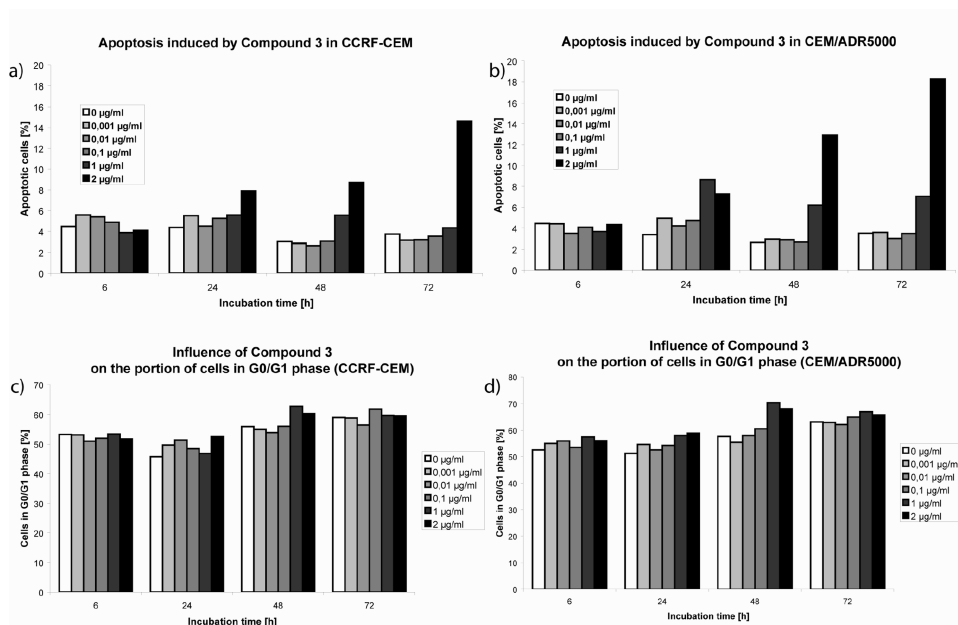 a)
Apoptosis induced by Compound 3 in CCRF-CEM
Apoptotic cells [%]
20
18
16
14
12
10
8
6
4
2
0
0 µg/ml
0,001 µg/ml
0,01 µg/ml
0,1 µg/ml
1 µg/ml
2 µg/ml
6
24
48
72
Incubation time [h]
b)
Apoptosis induced by Compound 3 in CEM/ADR5000
Apoptotic cells [%]
20
18
16
14
12
10
8
6
4
2
0
0 µg/ml
0,001 µg/ml
0,01 µg/ml
0,1 µg/ml
1 µg/ml
2 µg/ml
6
24
48
72
Incubation time [h]
c)
Influence of Compound 3
on the portion of cells in G0/G1 phase (CCRF-CEM)
Cells in G0/G1 phase [%]
70
60
50
40
30
20
10
0
0 µg/ml
0,001 µg/ml
0,01 µg/ml
0,1 µg/ml
1 µg/ml
2 µg/ml
6
24
48
72
Incubation time [h]
d)
Influence of Compound 3
on the portion of cells in G0/G1 phase (CEM/ADR5000)
Cells in G0/G1 phase [%]
80
70
60
50
40
30
20
10
0
0 µg/ml
0,001 µg/ml
0,01 µg/ml
0,1 µg/ml
1 µg/ml
2 µg/ml
6
24
48
72
Incubation time [h]